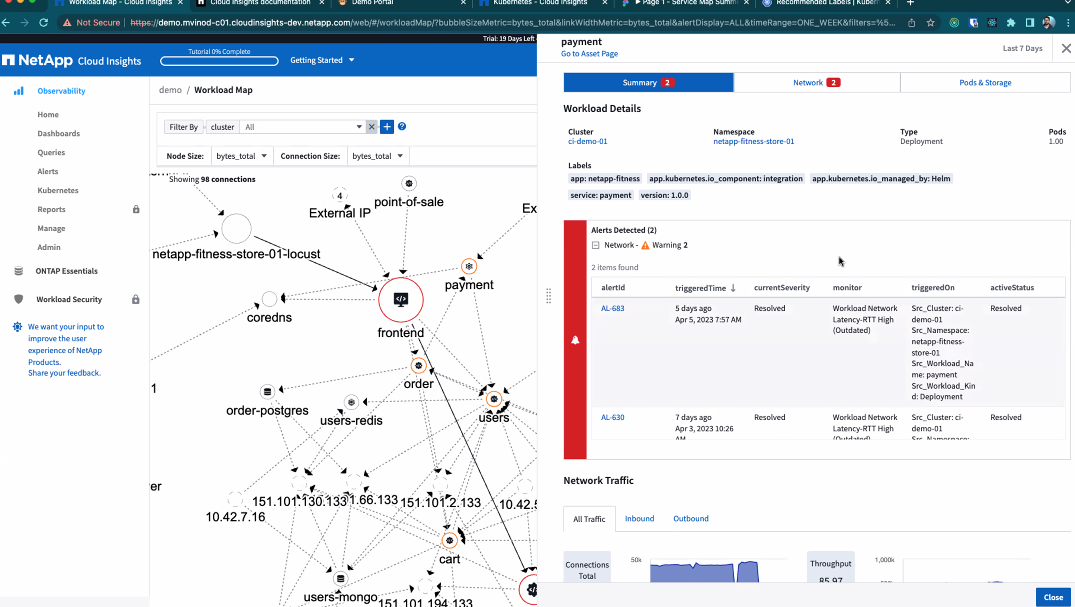 Workload Map - Cloud Insights
Cloud Insights documentation
Demo Portal
Kubernetes - Cloud Insights
Page 1 - Service Map Summ
Recommended Labels | Kuber
Not Secure
https://demo.mvinod-c01.cloudinsights-dev.netapp.com/web/#/workloadMap/?bubbleSizeMetric=bytes_total&linkWidthMetric=bytes_total&alertDisplay=ALL&timeRange=ONE_WEEK&filters=%5...
Trial: 19 Days Left
NetApp Cloud Insights
Tutorial 0% Complete
Getting Started
Observability
Home
Dashboards
Queries
Alerts
Kubernetes
Reports
Manage
Admin
ONTAP Essentials
Workload Security
We want your input to
improve the user
experience of NetApp
Products.
Share your feedback.
demo / Workload Map
Filter By cluster All
Node Size: bytes_total Connection Size: bytes_total
Showing 98 connections
4
External IP
point-of-sale
Ex
netapp-fitness-store-01-locust
payment
coredns
frontend
order
1
order-postgres
users-redis
users
er
151.101.130.133
1.66.133
151.101.2.133
10.42.5
10.42.7.16
cart
users-mongo
151.101.194.133
payment
Go to Asset Page
Last 7 Days
Summary 2
Network 2
Pods & Storage
Workload Details
Cluster Namespace Type Pods
ci-demo-01 netapp-fitness-store-01 Deployment 1.00
Labels
app: netapp-fitness app.kubernetes.io_component: integration app.kubernetes.io_managed_by: Helm
service: payment version: 1.0.0
Alerts Detected (2)
Network - Warning 2
2 items found
alertId triggeredTime currentSeverity monitor triggeredOn activeStatus
AL-683 5 days ago Resolved Workload Network Src_Cluster: ci- Resolved
Apr 5, 2023 7:57 AM Latency-RTT High demo-01
(Outdated) Src_Namespace:
netapp-fitness-
store-01
Src_Workload_Na
me: payment
Src_Workload_Kin
d: Deployment
AL-630 7 days ago Resolved Workload Network Src_Cluster: ci- Resolved
Apr 3, 2023 10:26 Latency-RTT High demo-01
AM (Outdated) Src_Namespace:
Network Traffic
All Traffic Inbound Outbound
Connections
Total
50k
Throughput
85.97
1,000k
Close